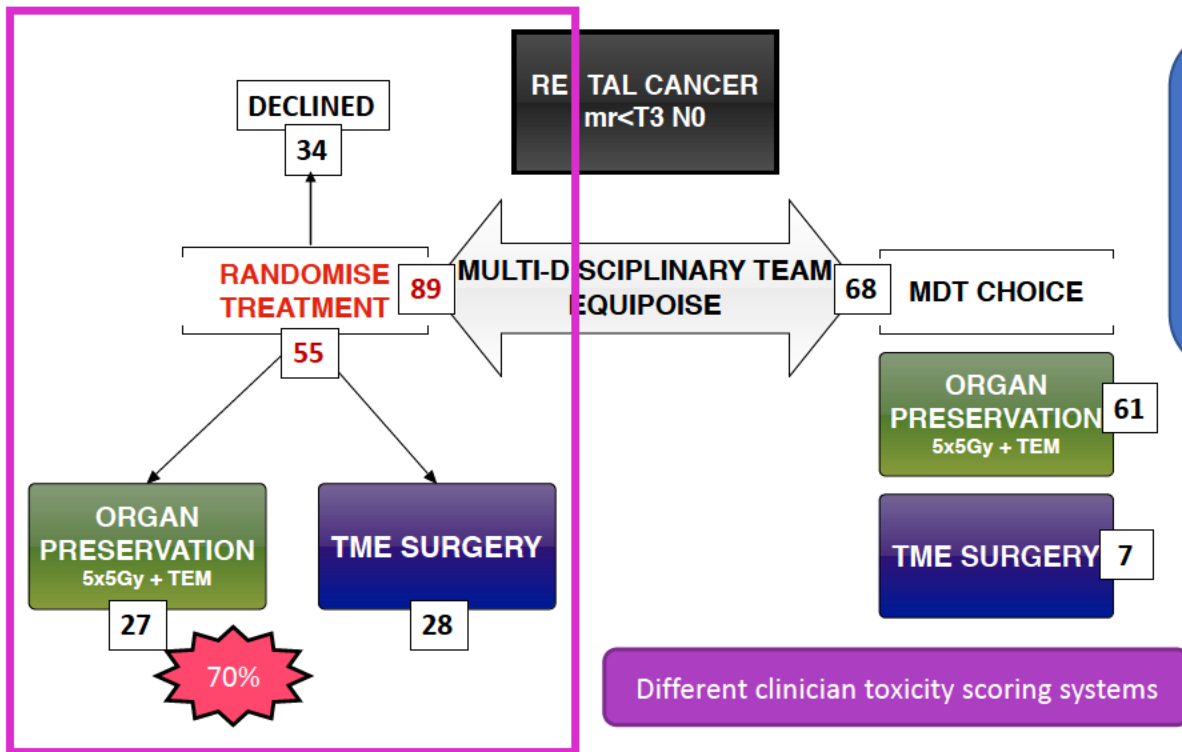 RE TAL CANCER
mr<T3 N0
DECLINED
34
RANDOMISE
TREATMENT
89
MULTI-DISCIPLINARY TEAM
EQUIPOISE
68
MDT CHOICE
55
ORGAN
PRESERVATION
5x5Gy + TEM
61
ORGAN
PRESERVATION
5x5Gy + TEM
27
TME SURGERY
28
TME SURGERY
7
70%
Different clinician toxicity scoring systems